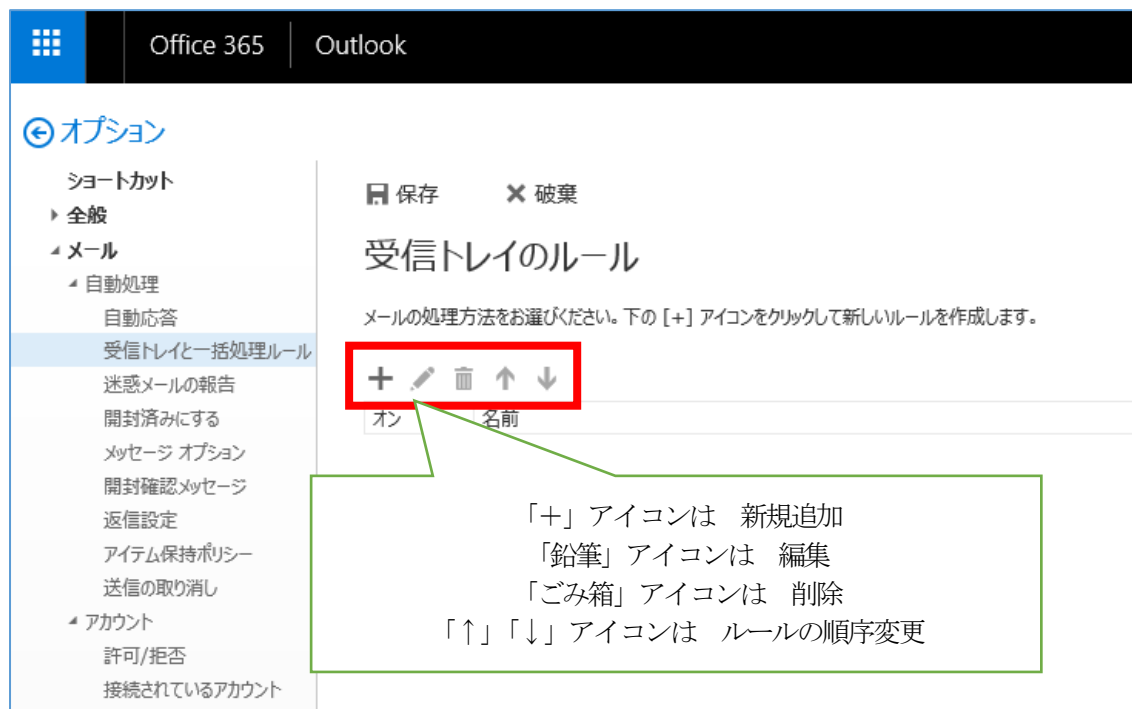 Office 365 Outlook
オプション
ショートカット
全般
メール
自動処理
自動応答
受信トレイと一括処理ルール
迷惑メールの報告
開封済みにする
メッセージ オプション
開封確認メッセージ
返信設定
アイテム保持ポリシー
送信の取り消し
アカウント
許可/拒否
接続されているアカウント
保存 破棄
受信トレイのルール
メールの処理方法をお選びください。下の [+] アイコンをクリックして新しいルールを作成します。
オン 名前
「＋」アイコンは　新規追加
「鉛筆」アイコンは　編集
「ごみ箱」アイコンは　削除
「↑」「↓」アイコンは　ルールの順序変更